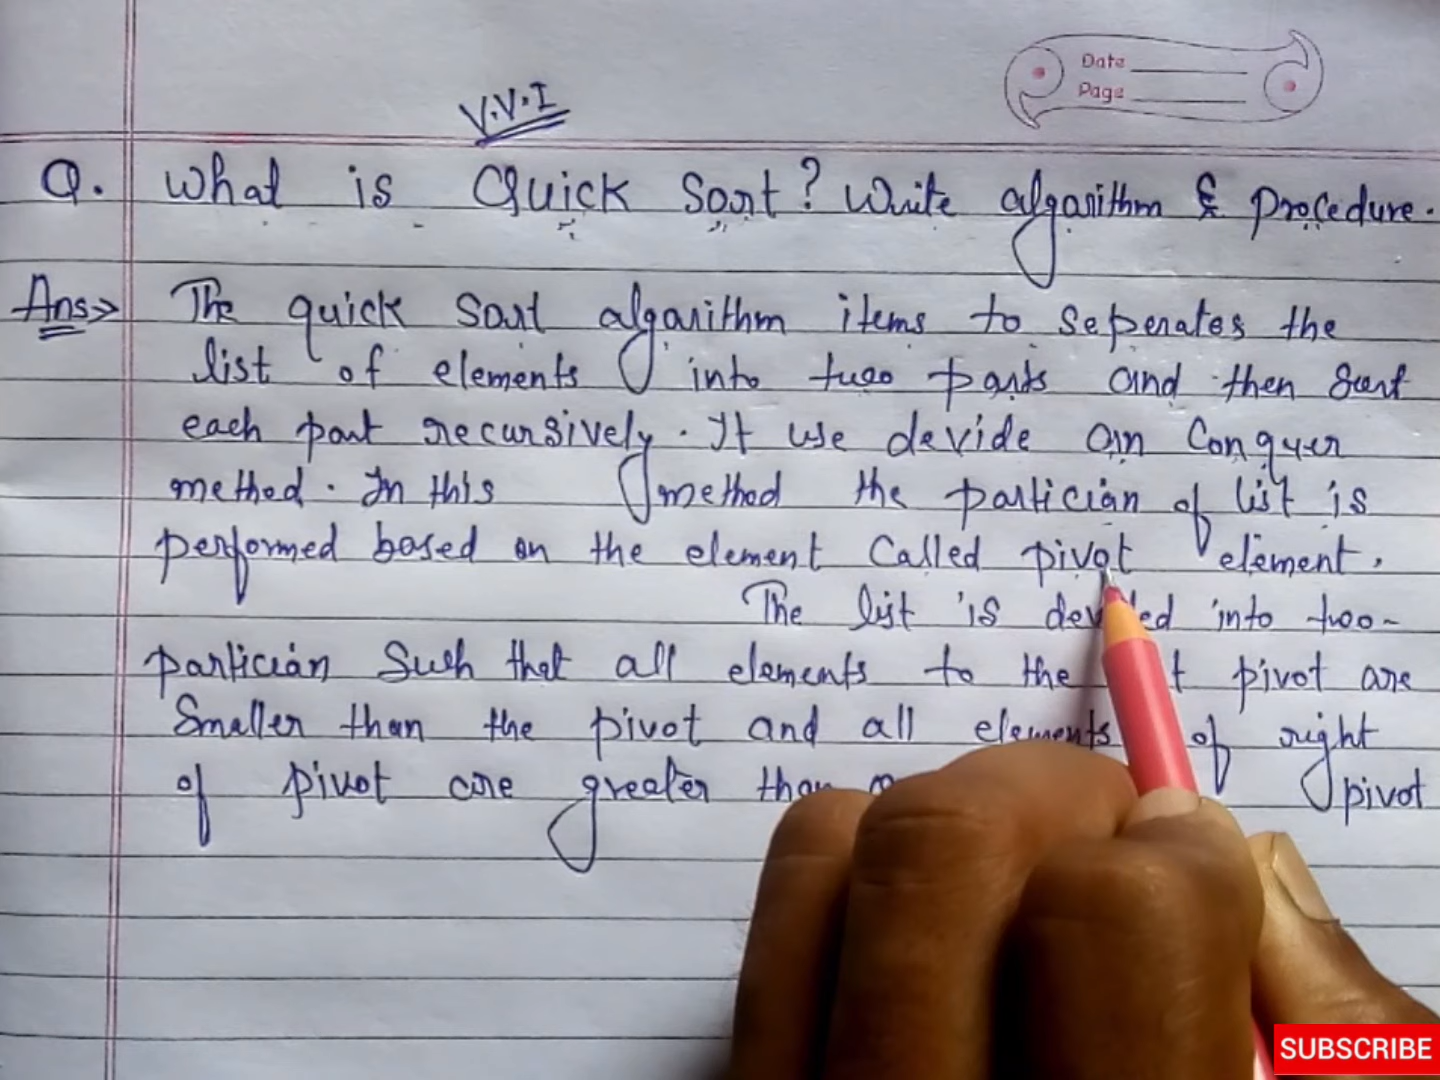 Date
Page
V.V.I
Q. What is Quick Sort? Write algorithm & procedure.
Ans> The quick sort algorithm items to seperates the
list of elements into two parts and then Sort
each part recursively. It use devide an Conquer
method. In this method the partician of list is
performed based on the element Called pivot element.
The list is into two-
partician Such that all elements to the pivot are
Smaller than the pivot and all elements of right
of pivot are greater than pivot
SUBSCRIBE